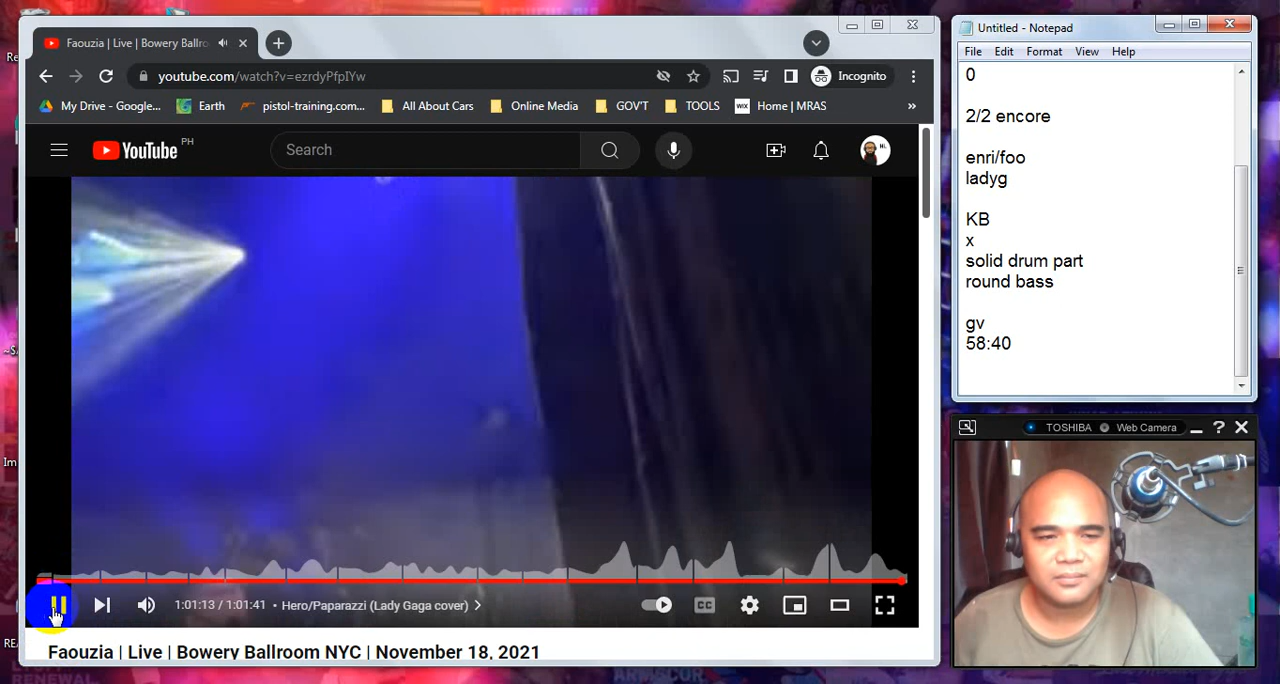 Faouzia | Live | Bowery Ballro
youtube.com/watch?v=ezrdyPfpIYw
Incognito
My Drive - Google...
Earth
pistol-training.com...
All About Cars
Online Media
GOV'T
TOOLS
WIX
Home | MRAS
»
YouTube PH
Search
1:01:13 / 1:01:41 • Hero/Paparazzi (Lady Gaga cover)
CC
Faouzia | Live | Bowery Ballroom NYC | November 18, 2021
Untitled - Notepad
File Edit Format View Help
0
2/2 encore
enri/foo
ladyg
KB
x
solid drum part
round bass
gv
58:40
TOSHIBA Web Camera